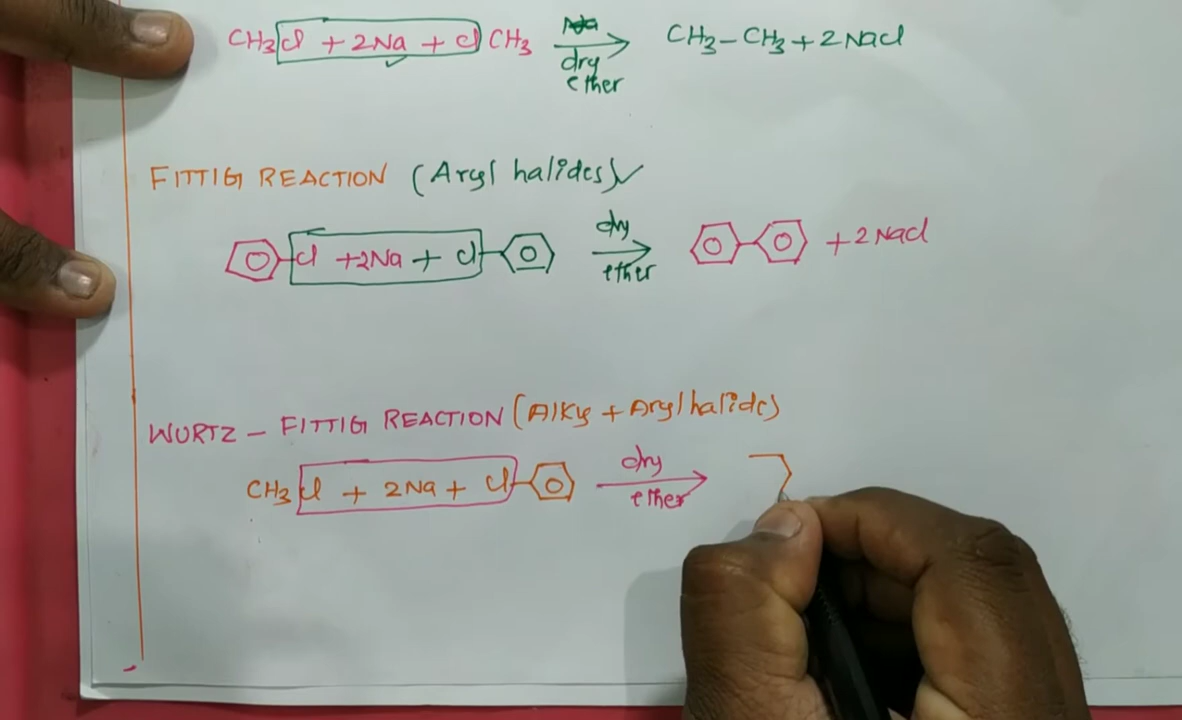 CH3Cl + 2Na + Cl CH3 dry ether CH3-CH3 + 2NaCl
FITTIG REACTION (Aryl halides)✓
Cl + 2Na + Cl dry ether + 2NaCl
WURTZ - FITTIG REACTION (Alky + Aryl halides)
CH3Cl + 2Na + Cl dry ether